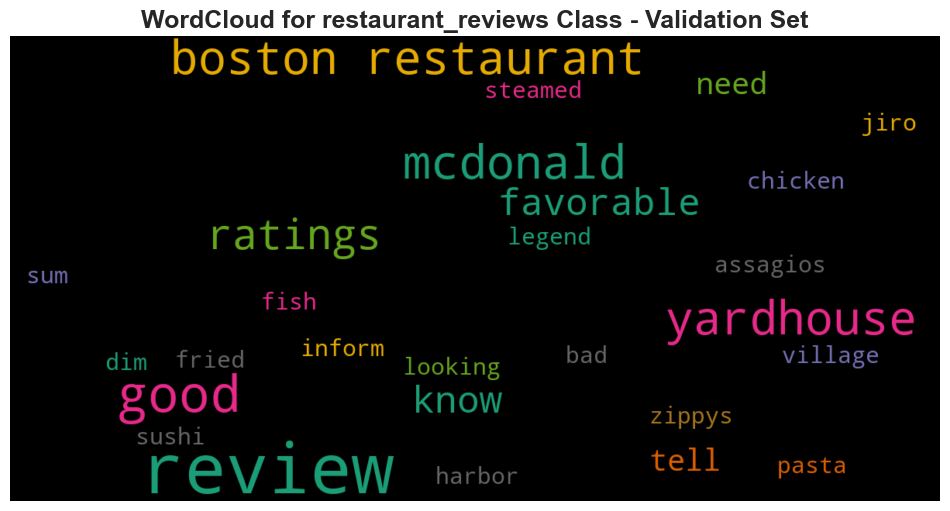 WordCloud for restaurant_reviews Class - Validation Set
boston restaurant
steamed
need
jiro
mcdonald
chicken
favorable
ratings
legend
assagios
sum
fish
yardhouse
inform
dim
fried
looking
bad
village
good
know
zippys
sushi
review
harbor
tell
pasta